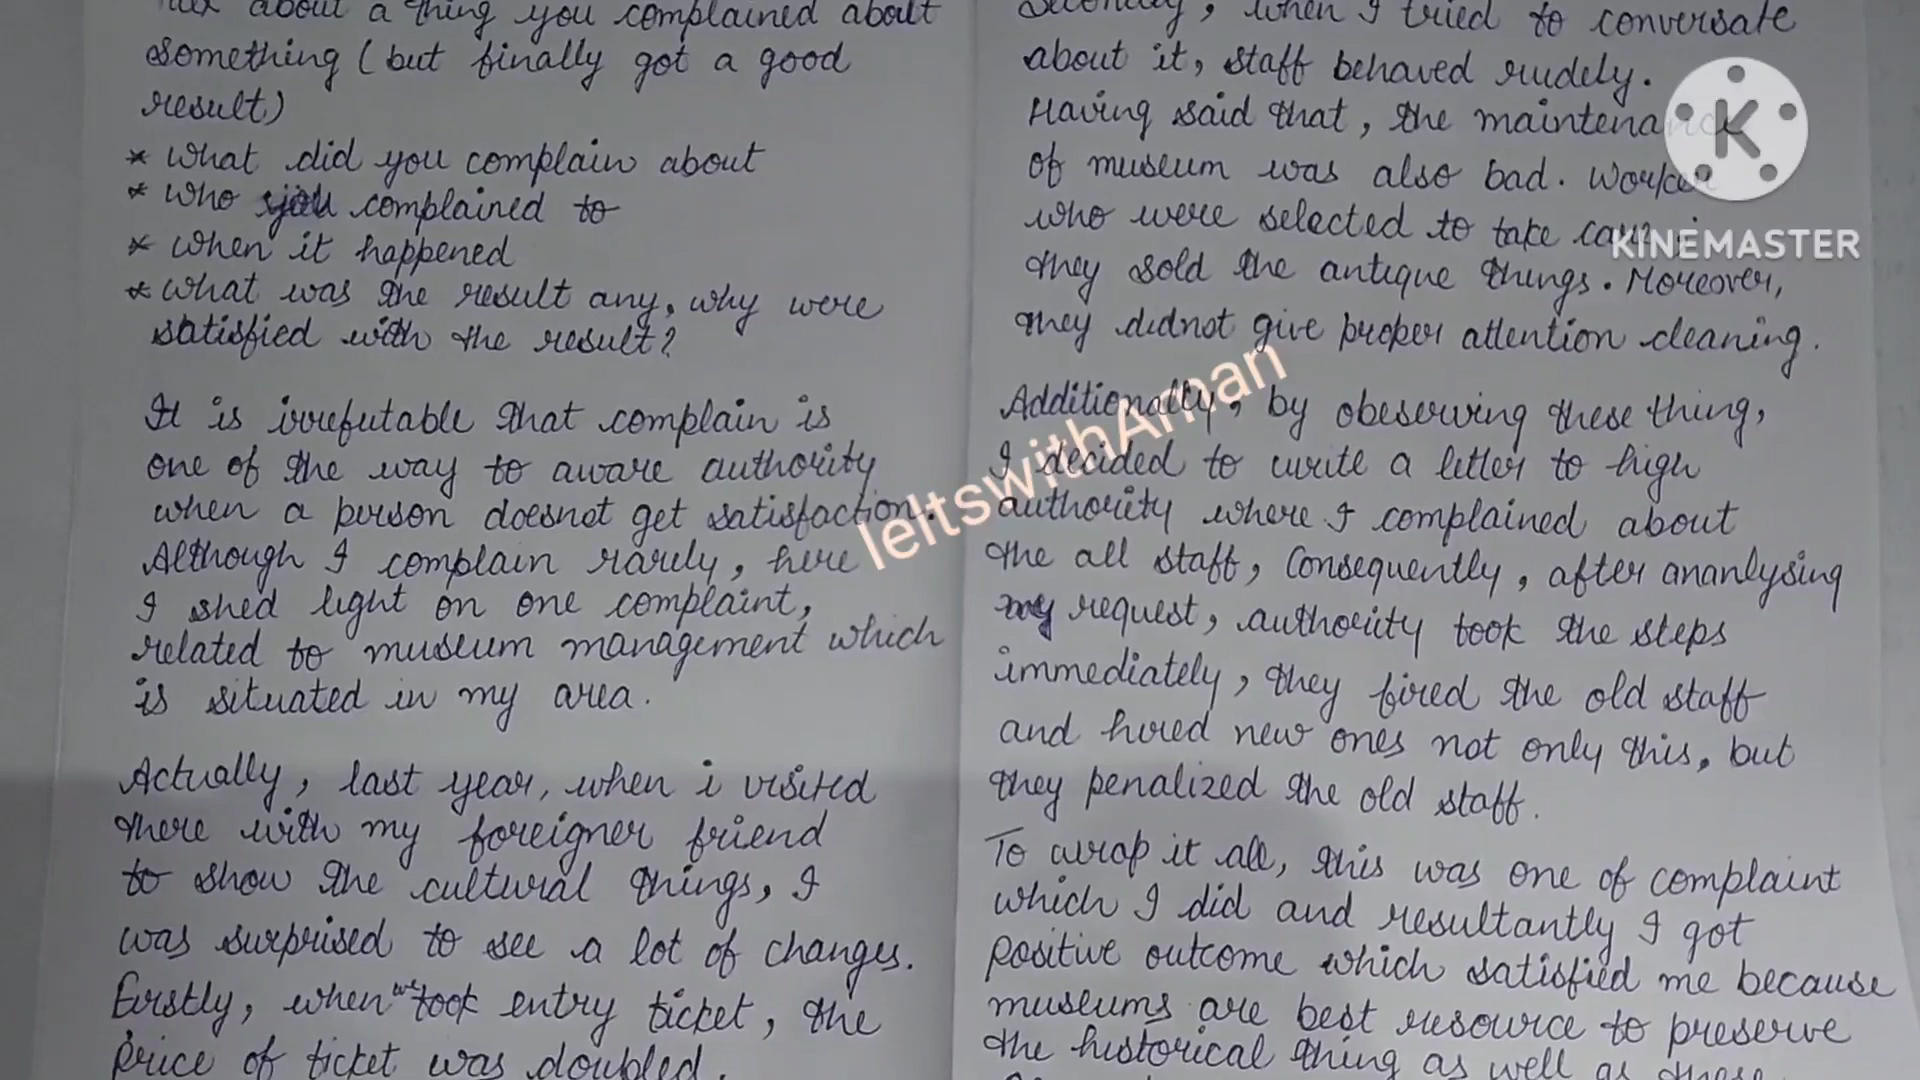 about a thing you complained about
something (but finally got a good
result)
* what did you complain about
* who you complained to
* when it happened
* what was the result any, why were
satisfied with the result?
It is irrefutable that complain is
one of the way to aware authority
when a person doesnot get satisfaction.
Although I complain rarely, here
I shed light on one complaint,
related to museum management which
is situated in my area.
Actually, last year, when i visited
there with my foreigner friend
to show the cultural things, I
was surprised to see a lot of changes.
Firstly, when we took entry ticket, the
price of ticket was doubled.
Secondly, when I tried to conversate
about it, staff behaved rudely.
Having said that, the maintenance
of museum was also bad. Worker
who were selected to take
they sold the antique things. Moreover,
they didnot give proper attention cleaning.
Additionally, by obeserving these thing,
I decided to write a letter to high
authority where I complained about
the all staff, Consequently, after ananlysing
my request, authority took the steps
immediately, they fired the old staff
and hired new ones not only this, but
they penalized the old staff.
To wrap it all, this was one of complaint
which I did and resultantly I got
positive outcome which satisfied me because
museums are best resource to preserve
the historical thing as well as these
K
KINEMASTER
IeltswithAman